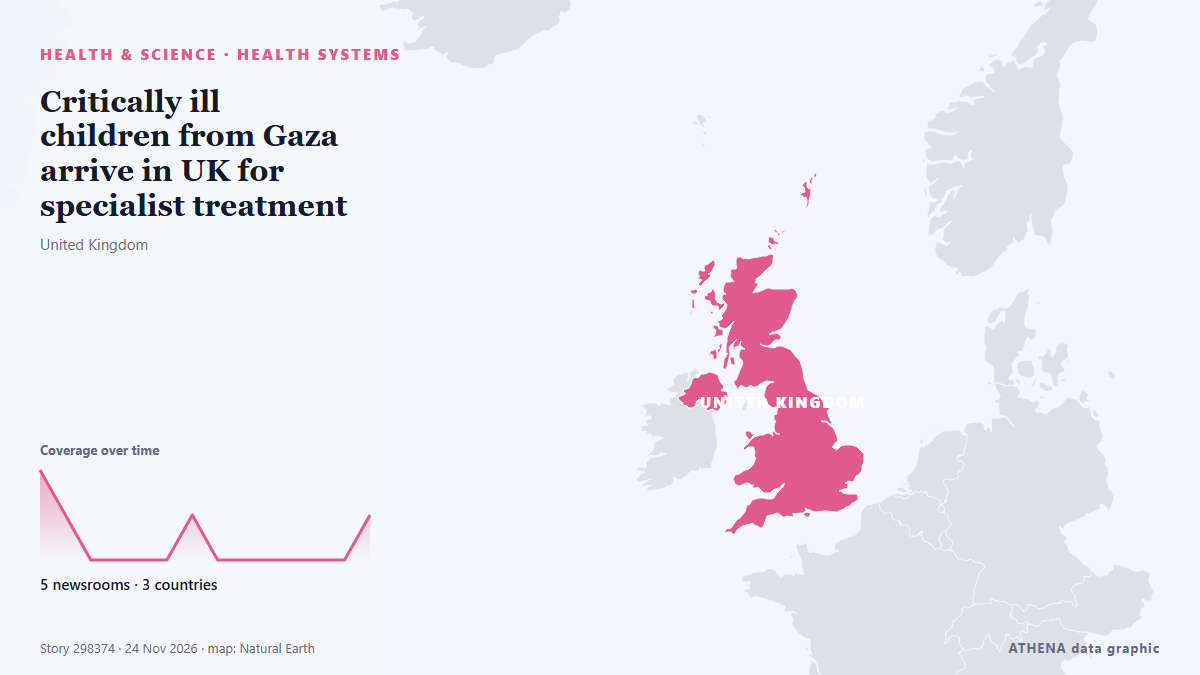 HEALTH & SCIENCE · HEALTH SYSTEMS
Critically ill
children from Gaza
arrive in UK for
specialist treatment
United Kingdom
UNITED KINGDOM
Coverage over time
5 newsrooms · 3 countries
Story 298374 · 24 Nov 2026 · map: Natural Earth
ATHENA data graphic